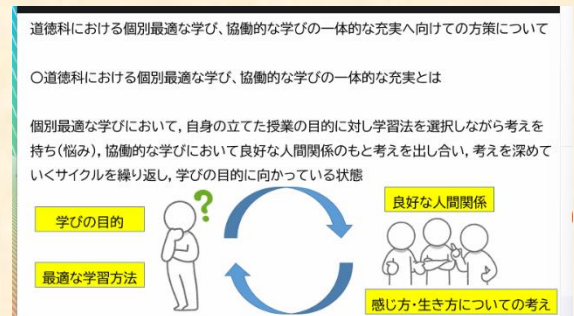 道徳科における個別最適な学び、協働的な学びの一体的な充実へ向けての方策について
〇道徳科における個別最適な学び、協働的な学びの一体的な充実とは
個別最適な学びにおいて，自身の立てた授業の目的に対し学習法を選択しながら考えを
持ち(悩み)，協働的な学びにおいて良好な人間関係のもと考えを出し合い，考えを深めて
いくサイクルを繰り返し，学びの目的に向かっている状態
学びの目的
?
最適な学習方法
良好な人間関係
感じ方・生き方についての考え